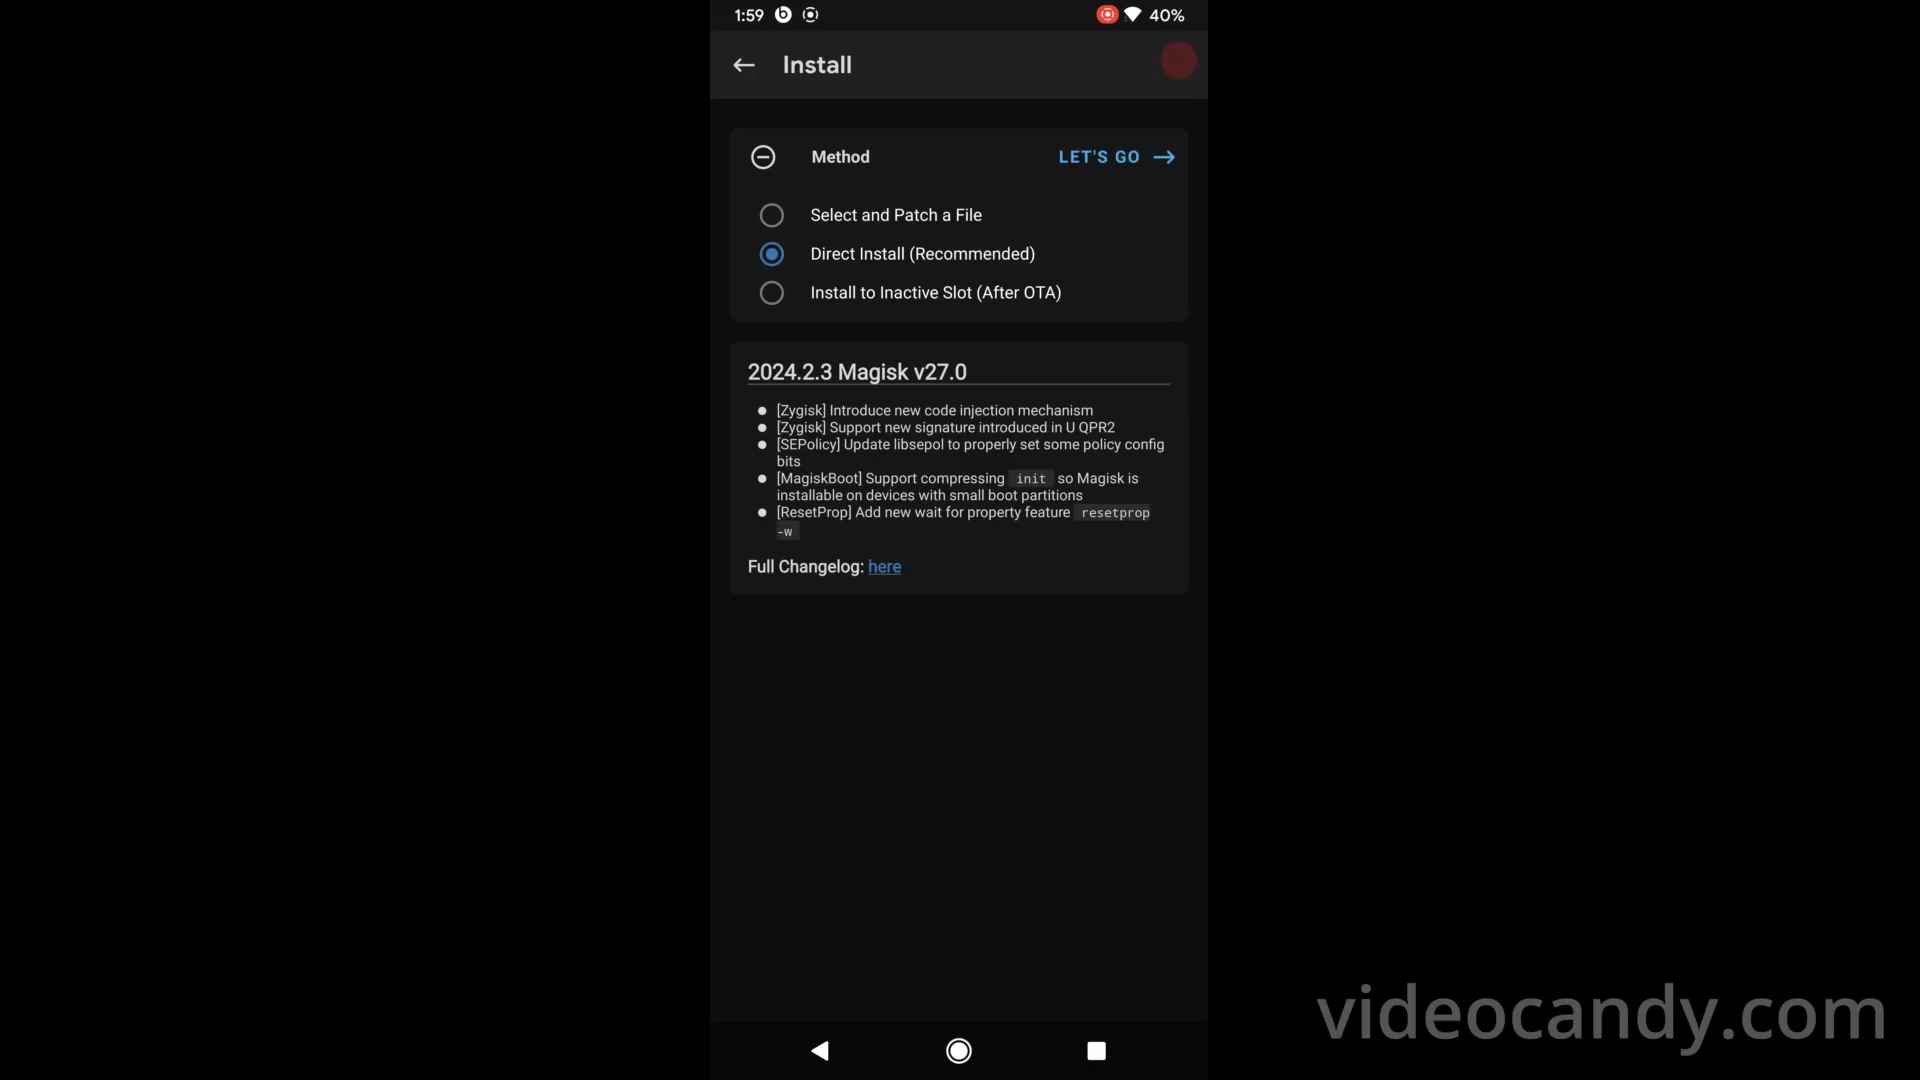 1:59 40%
Install
Method LET'S GO
Select and Patch a File
Direct Install (Recommended)
Install to Inactive Slot (After OTA)
2024.2.3 Magisk v27.0
[Zygisk] Introduce new code injection mechanism
[Zygisk] Support new signature introduced in U QPR2
[SEPolicy] Update libsepol to properly set some policy config
bits
[MagiskBoot] Support compressing init so Magisk is
installable on devices with small boot partitions
[ResetProp] Add new wait for property feature resetprop
-w
Full Changelog: here
videocandy.com